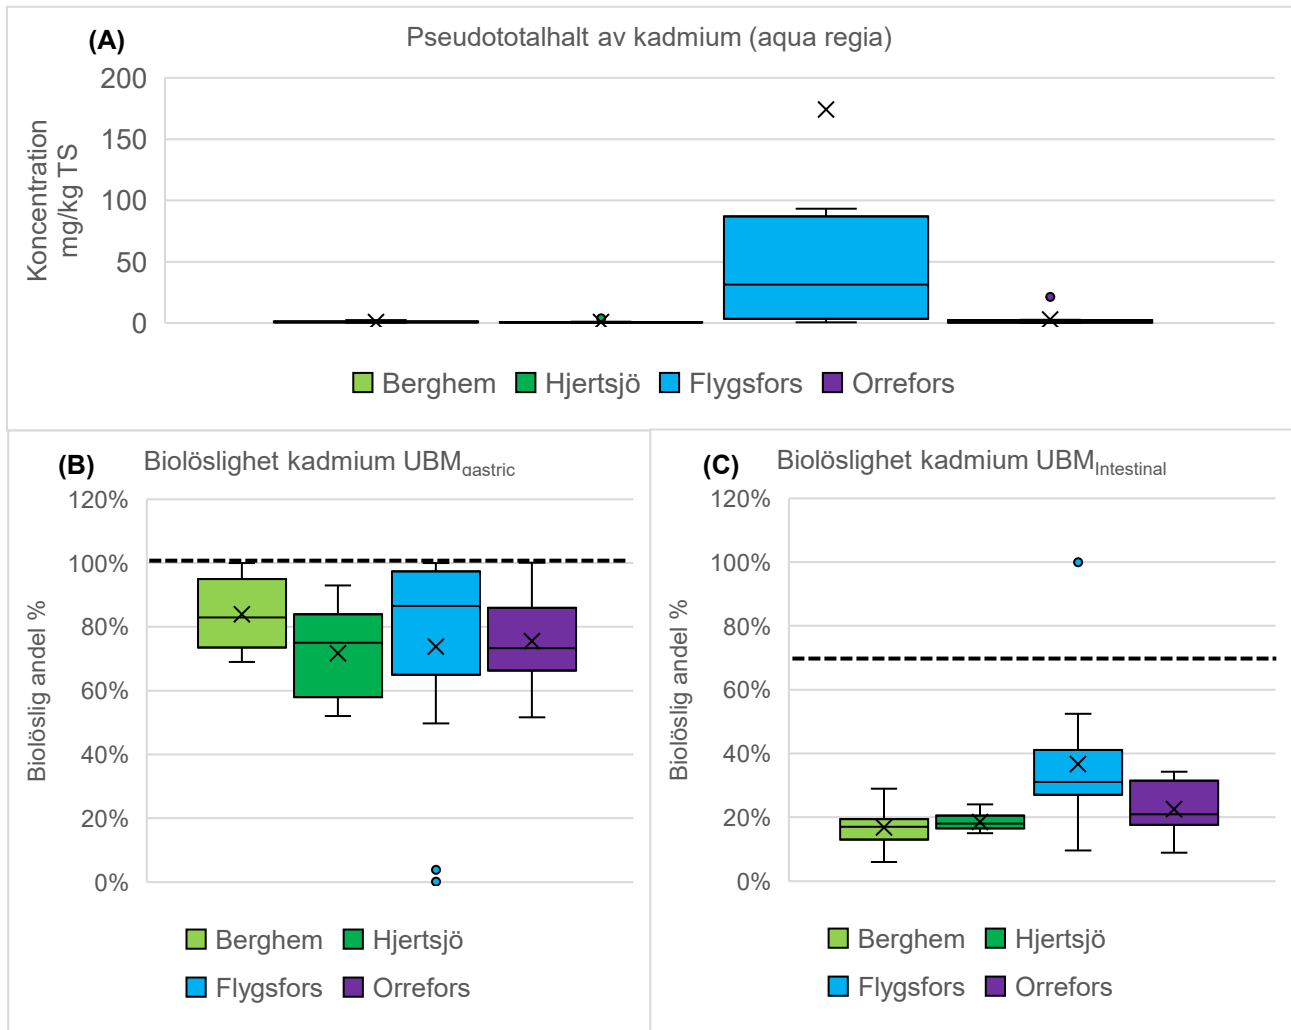 (A)
Pseudototalhalt av kadmium (aqua regia)
Koncentration
mg/kg TS
200
150
100
50
0
Berghem Hjertsjö Flygsfors Orrefors
(B)
Biolöslighet kadmium UBMgastric
Biolöslig andel %
120%
100%
80%
60%
40%
20%
0%
Berghem Hjertsjö
Flygsfors Orrefors
(C)
Biolöslighet kadmium UBMIntestinal
Biolöslig andel %
120%
100%
80%
60%
40%
20%
0%
Berghem Hjertsjö
Flygsfors Orrefors